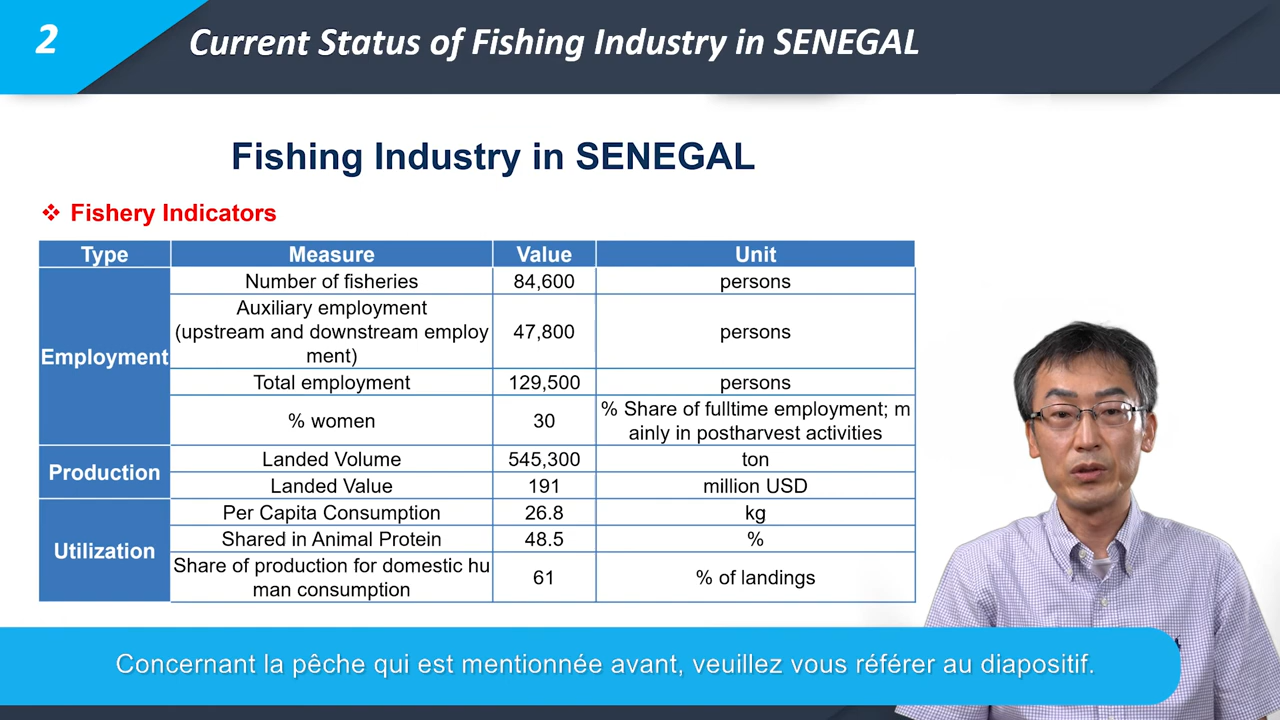 2
Current Status of Fishing Industry in SENEGAL
Fishing Industry in SENEGAL
❖ Fishery Indicators
Type Measure Value Unit
Employment
Number of fisheries 84,600 persons
Auxiliary employment
(upstream and downstream employ
ment)
47,800 persons
Total employment 129,500 persons
% women 30
% Share of fulltime employment; m
ainly in postharvest activities
Production
Landed Volume 545,300 ton
Landed Value 191 million USD
Utilization
Per Capita Consumption 26.8 kg
Shared in Animal Protein 48.5 %
Share of production for domestic hu
man consumption
61 % of landings
Concernant la pêche qui est mentionnée avant, veuillez vous référer au diapositif.